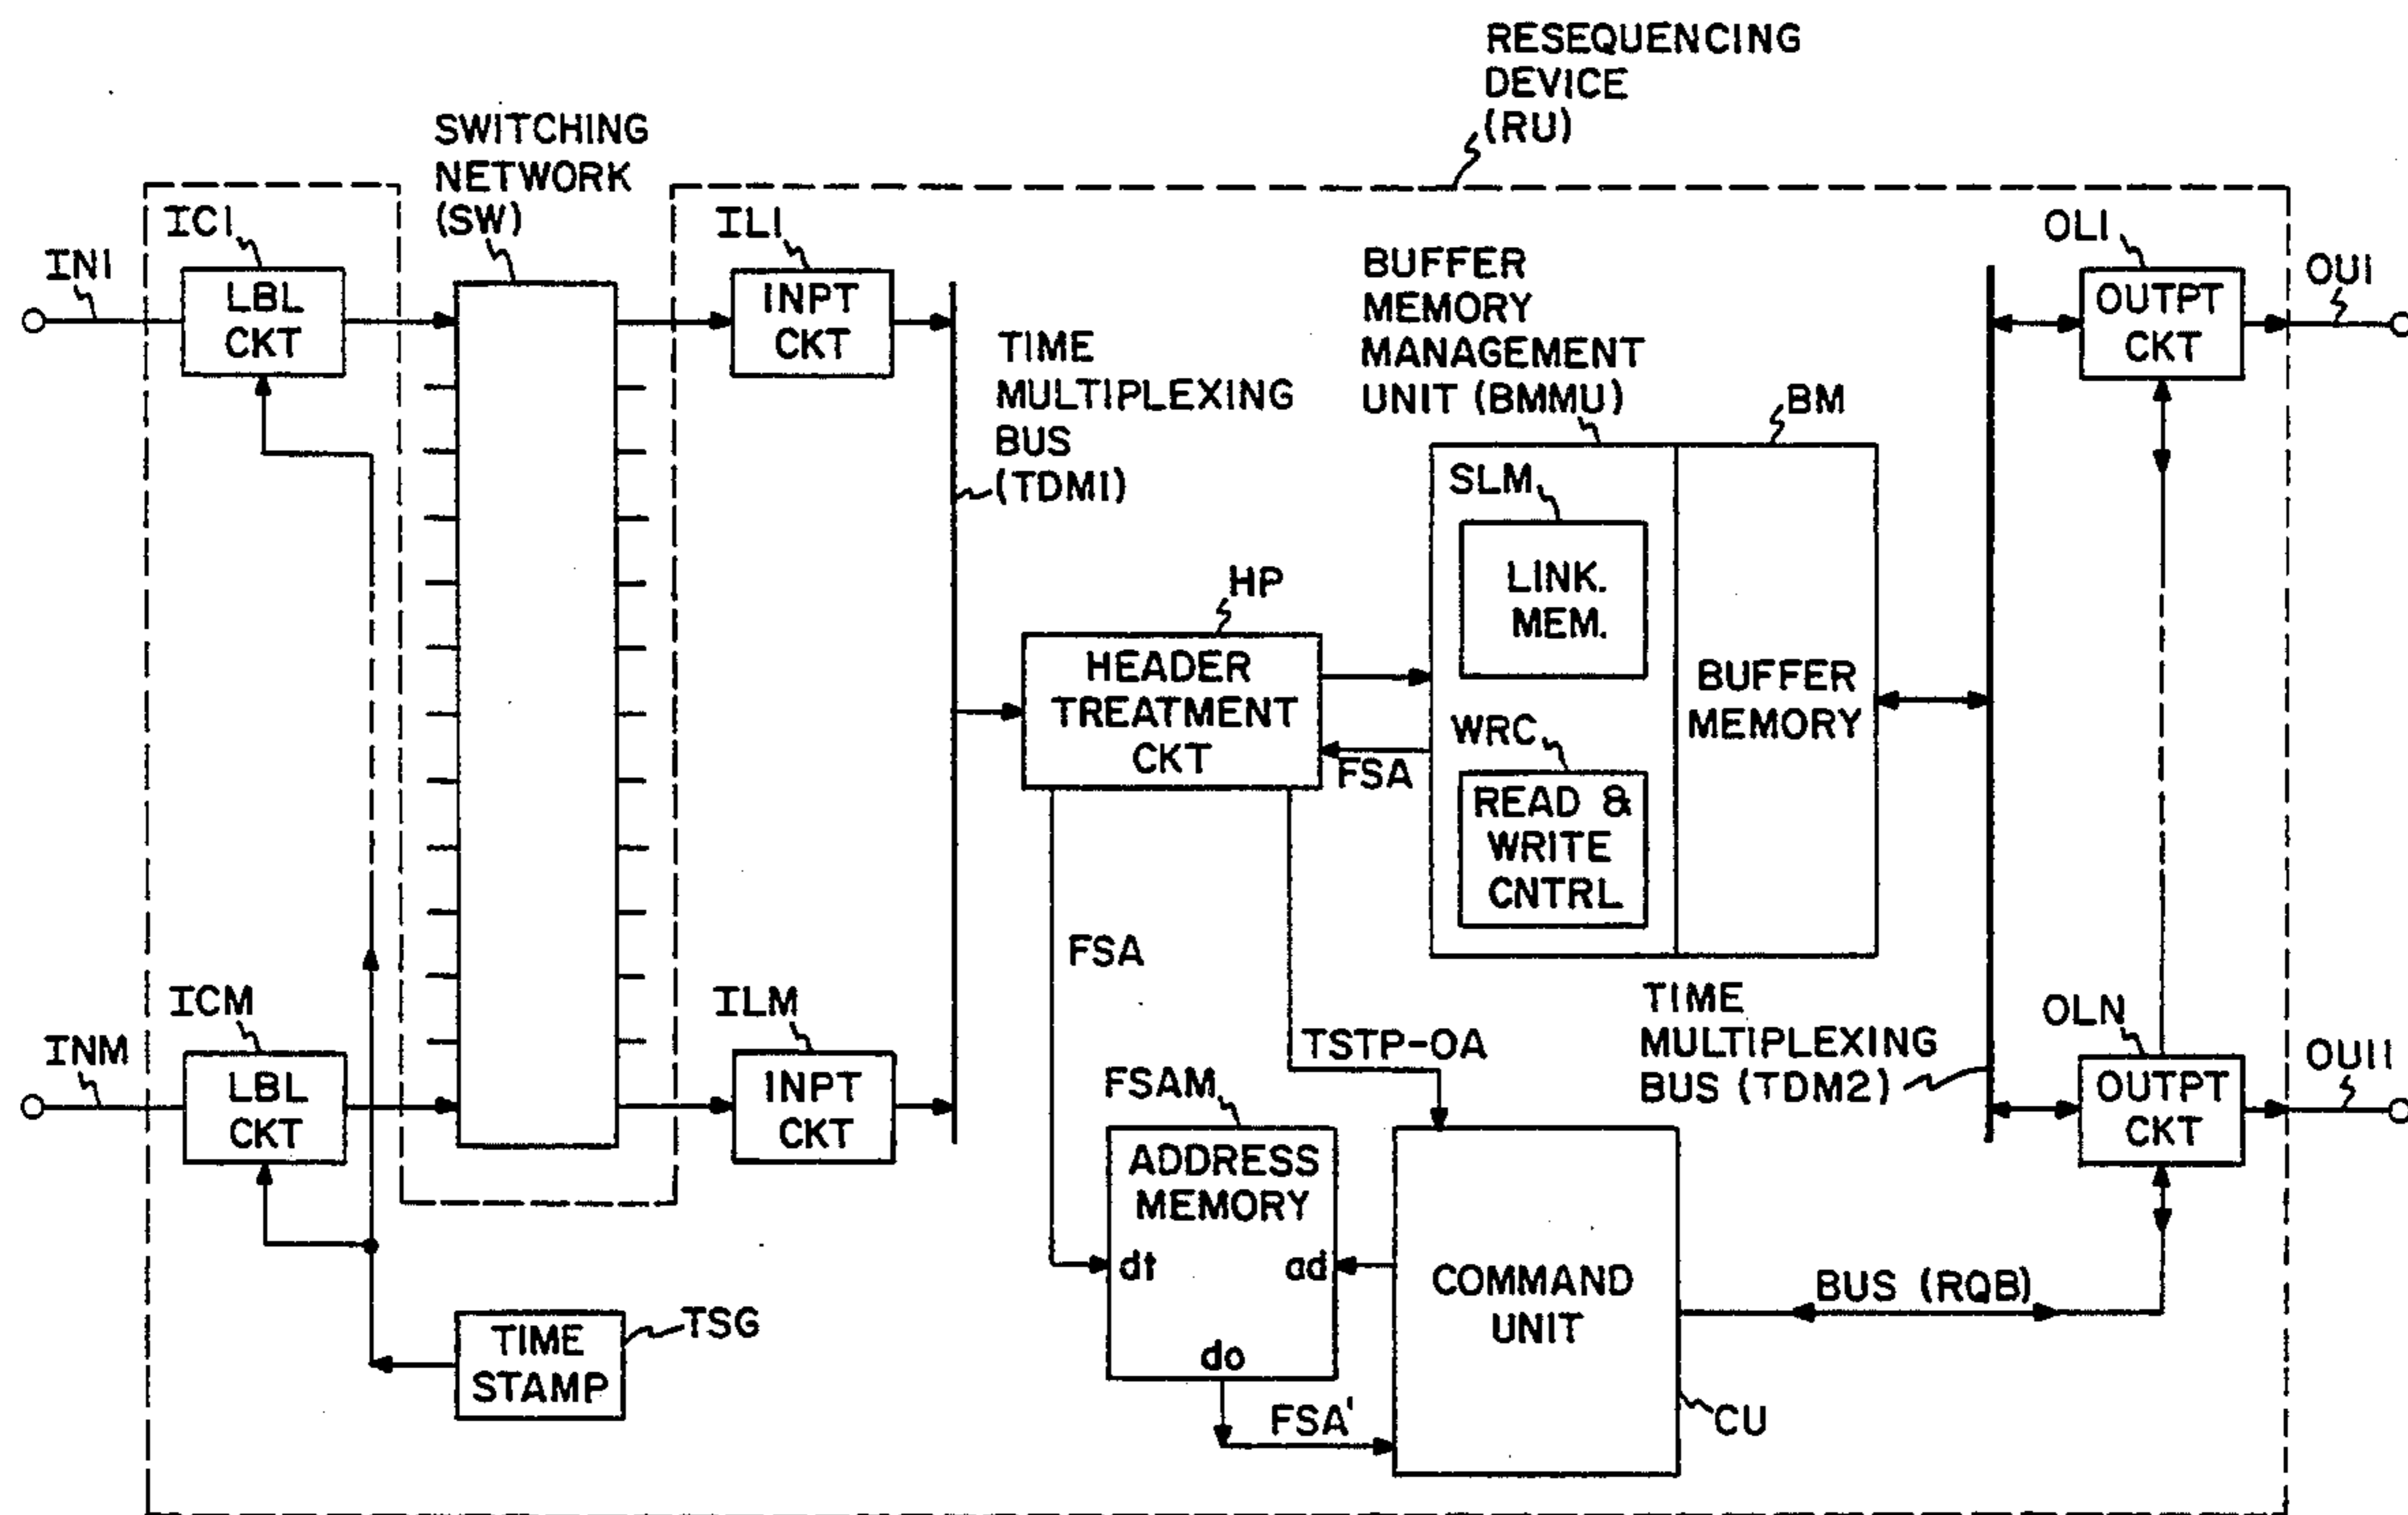 RESEQUENCING
DEVICE
(RU)
SWITCHING
NETWORK
(SW)
IN1
IC1
LBL
CKT
IL1
INPT
CKT
TIME
MULTIPLEXING
BUS
(TDM1)
BUFFER
MEMORY
MANAGEMENT
UNIT (BMMU)
BM
SLM
LINK.
MEM.
WRC
READ &
WRITE
CNTRL
BUFFER
MEMORY
OL1
OUTPT
CKT
OU1
HP
HEADER
TREATMENT
CKT
FSA
FSA
TSTP-OA
INM
ICM
LBL
CKT
ILM
INPT
CKT
TIME
MULTIPLEXING
BUS (TDM2)
OLN
OUTPT
CKT
OU11
FSAM
ADDRESS
MEMORY
dt
ad
do
FSA'
COMMAND
UNIT
CU
BUS (RQB)
TIME
STAMP
TSG